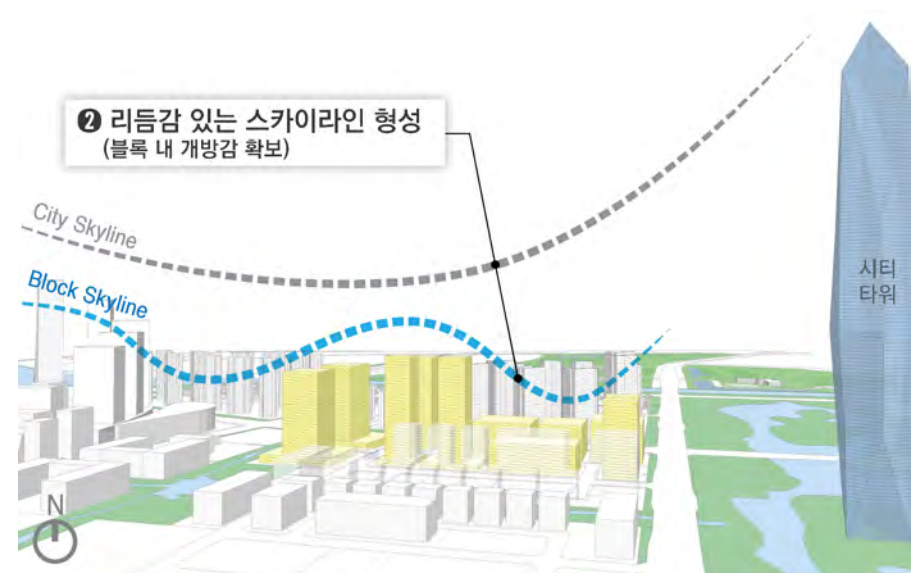 ❷ 리듬감 있는 스카이라인 형성
(블록 내 개방감 확보)
City Skyline
Block Skyline
시티
타워
N